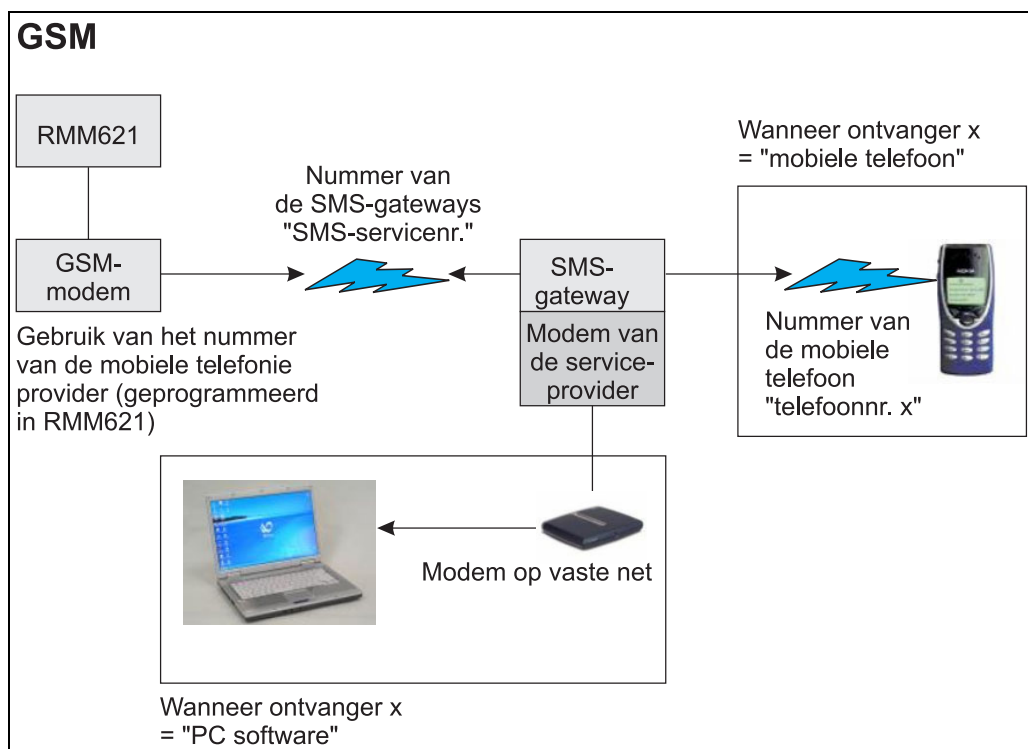 GSM
RMM621
GSM-
modem
Gebruik van het nummer
van de mobiele telefonie
provider (geprogrammeerd
in RMM621)
Nummer van
de SMS-gateways
"SMS-servicenr."
SMS-
gateway
Modem van
de service-
provider
Wanneer ontvanger x
= "mobiele telefoon"
NOKIA
Nummer van
de mobiele
telefoon
"telefoonnr. x"
Modem op vaste net
Wanneer ontvanger x
= "PC software"